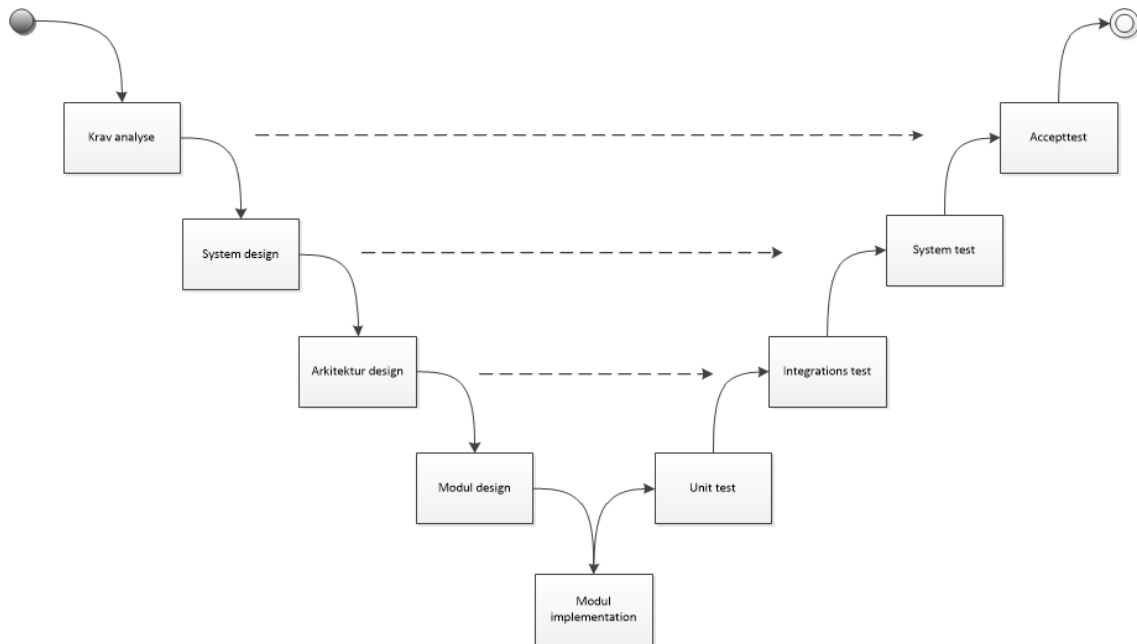 Krav analyse
Accepttest
System design
System test
Arkitektur design
Integrations test
Modul design
Unit test
Modul
implementation